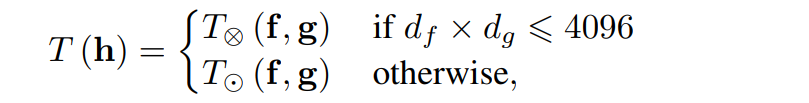 T (h) = { T⊗ (f, g) if d_f × d_g ⩽ 4096
T⊙ (f, g) otherwise,